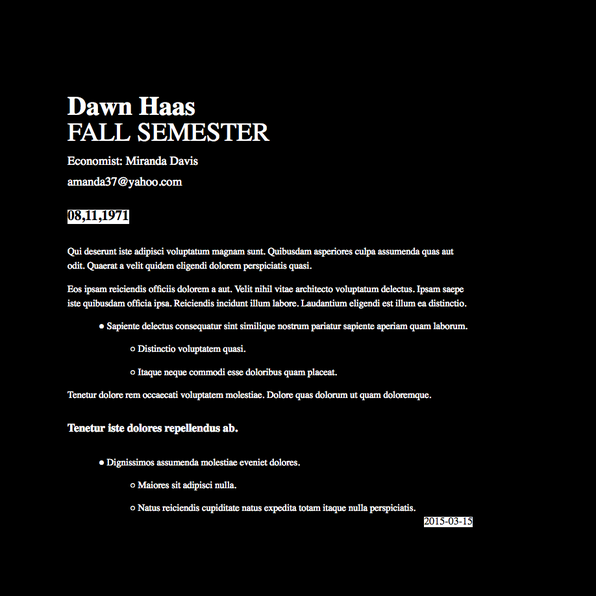 Dawn Haas
FALL SEMESTER
Economist: Miranda Davis
amanda37@yahoo.com
08,11,1971
Qui deserunt iste adipisci voluptatum magnam sunt. Quibusdam asperiores culpa assumenda quas aut
odit. Quaerat a velit quidem eligendi dolorem perspiciatis quasi.
Eos ipsam reiciendis officiis dolorem a aut. Velit nihil vitae architecto voluptatum delectus. Ipsam saepe
iste quibusdam officia ipsa. Reiciendis incidunt illum labore. Laudantium eligendi est illum ea distinctio.
Sapiente delectus consequatur sint similique nostrum pariatur sapiente aperiam quam laborum.
Distinctio voluptatem quasi.
Itaque neque commodi esse doloribus quam placeat.
Tenetur dolore rem occaecati voluptatem molestiae. Dolore quas dolorum ut quam doloremque.
Tenetur iste dolores repellendus ab.
Dignissimos assumenda molestiae eveniet dolores.
Maiores sit adipisci nulla.
Natus reiciendis cupiditate natus expedita totam itaque nulla perspiciatis.
2015-03-15